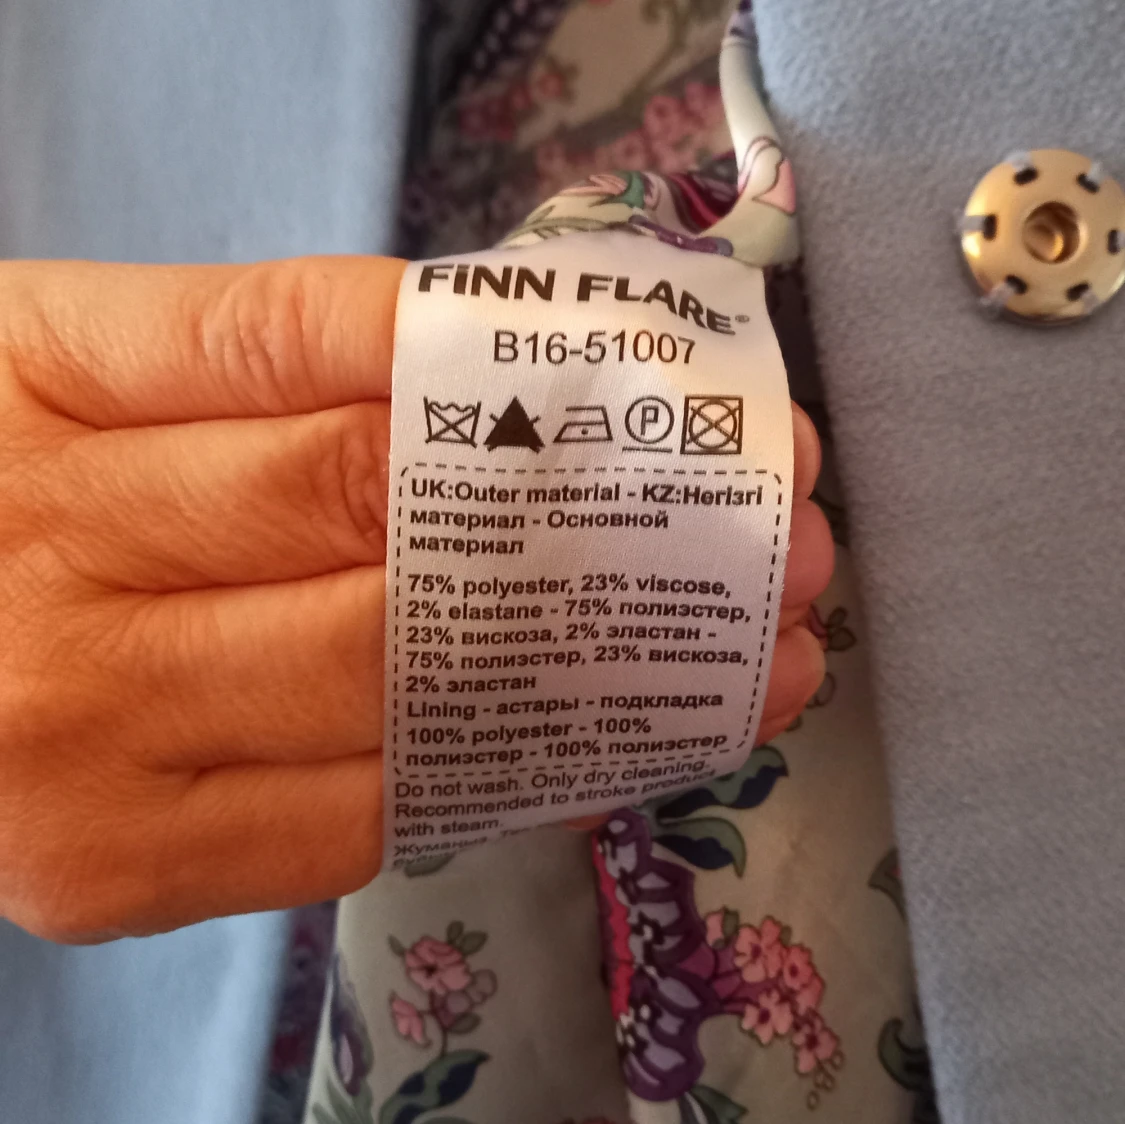 FiNN FLARE®
B16-51007
P
UK:Outer material - KZ:Herізгі
материал - Основной
материал
75% polyester, 23% viscose,
2% elastane - 75% полиэстер,
23% вискоза, 2% эластан -
75% полиэстер, 23% вискоза,
2% эластан
Lining - астары - подкладка
100% polyester - 100%
полиэстер - 100% полиэстер
Do not wash. Only dry cleaning.
Recommended to stroke product
with steam.